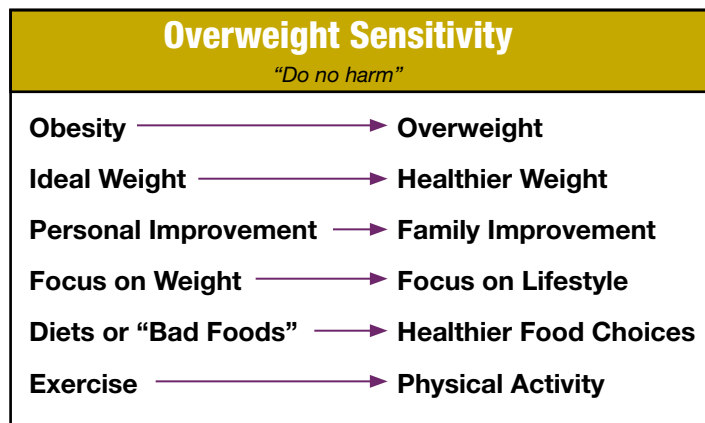 Overweight Sensitivity
“Do no harm”
Obesity Overweight
Ideal Weight Healthier Weight
Personal Improvement Family Improvement
Focus on Weight Focus on Lifestyle
Diets or “Bad Foods” Healthier Food Choices
Exercise Physical Activity